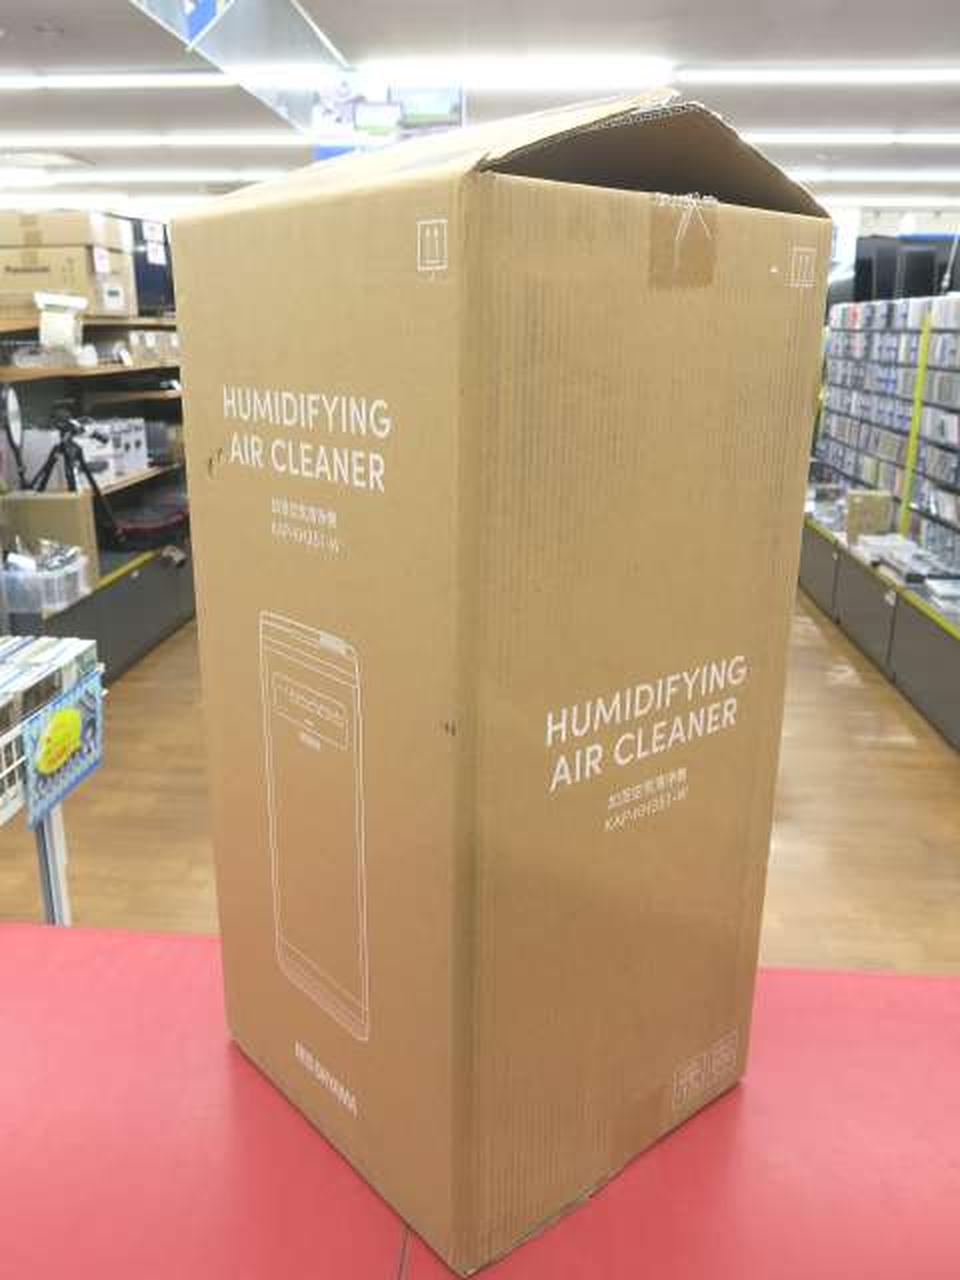 HUMIDIFYING
AIR CLEANER
加湿空気清浄機
HUMIDIFYING
AIR CLEANER
加湿空気清浄機
IRIS OHYAMA
Panasonic